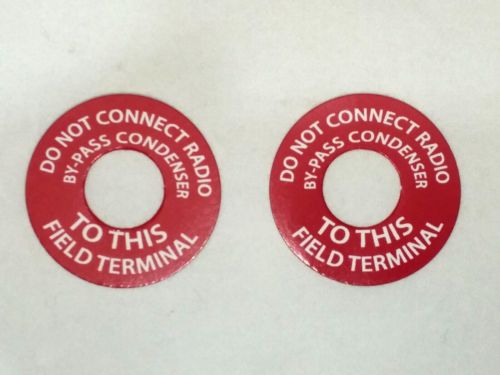 DO NOT CONNECT RADIO
BY-PASS CONDENSER
TO THIS
FIELD TERMINAL
DO NOT CONNECT RADIO
BY-PASS CONDENSER
TO THIS
FIELD TERMINAL